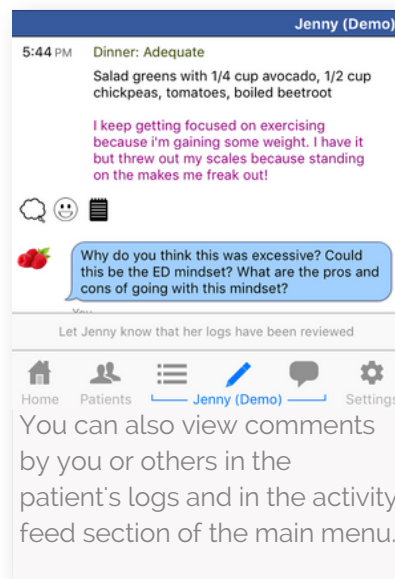 Jenny (Demo)
5:44 PM Dinner: Adequate
Salad greens with 1/4 cup avocado, 1/2 cup
chickpeas, tomatoes, boiled beetroot
I keep getting focused on exercising
because i'm gaining some weight. I have it
but threw out my scales because standing
on the makes me freak out!
Why do you think this was excessive? Could
this be the ED mindset? What are the pros and
cons of going with this mindset?
You
Let Jenny know that her logs have been reviewed
Home Patients Jenny (Demo) Settings
You can also view comments
by you or others in the
patient's logs and in the activity
feed section of the main menu.